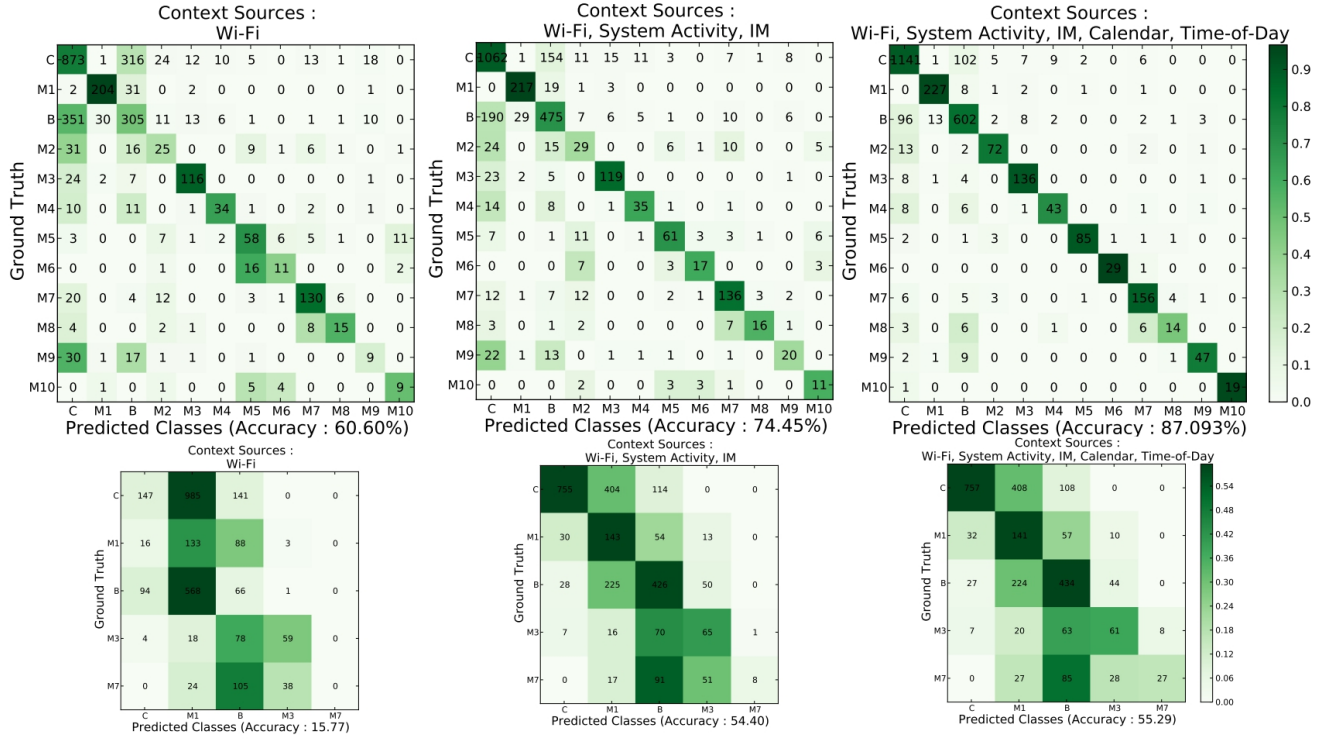 Context Sources :
Wi-Fi
C 873 1 316 24 12 10 5 0 13 1 18 0
M1 2 204 31 0 2 0 0 0 0 0 1 0
B 351 30 305 11 13 6 1 0 1 1 10 0
M2 31 0 16 25 0 0 9 1 6 1 0 1
M3 24 2 7 0 116 0 0 0 0 0 1 0
M4 10 0 11 0 1 34 1 0 2 0 1 0
M5 3 0 0 7 1 2 58 6 5 1 0 11
M6 0 0 0 1 0 0 16 11 0 0 0 2
M7 20 0 4 12 0 0 3 1 130 6 0 0
M8 4 0 0 2 1 0 0 0 8 15 0 0
M9 30 1 17 0 1 0 1 0 0 0 9 0
M10 0 1 0 0 0 0 5 4 0 0 0 9
C M1 B M2 M3 M4 M5 M6 M7 M8 M9 M10
Ground Truth
Predicted Classes (Accuracy : 60.60%)
Context Sources :
Wi-Fi, System Activity, IM
C 1062 1 154 11 15 11 3 0 7 1 8 0
M1 0 217 19 1 3 0 0 0 0 0 1 0
B 190 29 475 7 6 5 1 0 10 0 6 0
M2 24 0 15 29 0 0 6 1 10 0 0 5
M3 23 2 5 0 119 0 0 0 0 0 1 0
M4 14 0 8 0 1 35 1 0 1 0 0 0
M5 7 0 1 11 0 1 61 3 3 1 0 6
M6 0 0 0 7 0 0 3 17 0 0 0 3
M7 12 1 7 12 0 0 0 0 136 3 2 0
M8 3 0 1 2 0 0 0 0 7 16 1 0
M9 22 1 13 0 0 1 1 1 0 0 20 0
M10 0 0 0 2 0 0 3 3 1 0 0 11
C M1 B M2 M3 M4 M5 M6 M7 M8 M9 M10
Ground Truth
Predicted Classes (Accuracy : 74.45%)
Context Sources :
Wi-Fi, System Activity, IM, Calendar, Time-of-Day
C 1141 1 102 5 7 9 2 0 6 0 0 0
M1 0 227 8 1 2 0 1 0 1 0 0 0
B 96 13 602 2 8 2 0 0 2 1 3 0
M2 13 0 2 72 0 0 0 0 2 0 1 0
M3 8 1 4 0 136 0 0 0 0 0 1 0
M4 8 0 6 0 1 43 0 0 1 0 1 0
M5 2 0 1 3 0 0 85 1 1 1 0 0
M6 0 0 0 0 0 0 0 29 1 0 0 0
M7 6 0 5 3 0 0 1 0 156 4 1 0
M8 3 0 6 0 0 1 0 0 6 14 0 0
M9 2 1 9 0 0 0 0 0 0 0 47 0
M10 1 0 0 0 0 0 0 0 0 0 0 19
C M1 B M2 M3 M4 M5 M6 M7 M8 M9 M10
Ground Truth
Predicted Classes (Accuracy : 87.093%)
0.9
0.8
0.7
0.6
0.5
0.4
0.3
0.2
0.1
0.0
Context Sources :
Wi-Fi
C 147 985 141 0 0
M1 16 133 88 3 0
B 94 568 66 1 0
M3 4 18 78 59 0
M7 0 24 105 38 0
C M1 B M3 M7
Ground Truth
Predicted Classes (Accuracy : 15.77)
Context Sources :
Wi-Fi, System Activity, IM
C 755 404 114 0 0
M1 30 143 54 13 0
B 28 225 426 50 0
M3 7 16 70 65 1
M7 0 17 91 51 8
C M1 B M3 M7
Ground Truth
Predicted Classes (Accuracy : 54.40)
Context Sources :
Wi-Fi, System Activity, IM, Calendar, Time-of-Day
C 757 408 108 0 0
M1 32 141 57 10 0
B 27 224 434 44 0
M3 7 20 63 61 8
M7 0 27 85 28 27
C M1 B M3 M7
Ground Truth
Predicted Classes (Accuracy : 55.29)
0.54
0.48
0.42
0.36
0.30
0.24
0.18
0.12
0.06
0.00